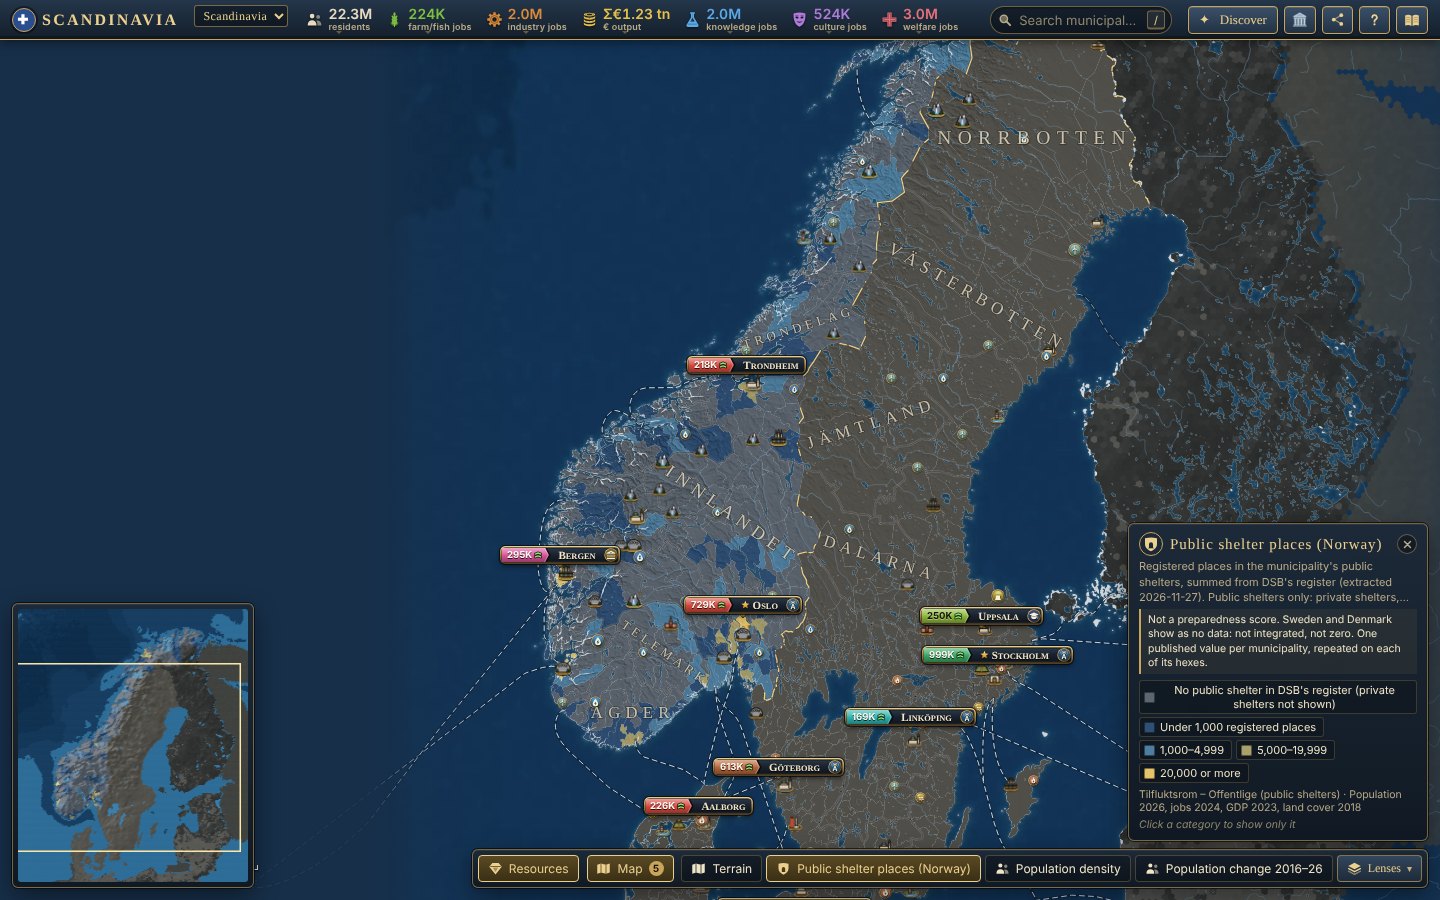 SCANDINAVIA
Scandinavia
22.3M
residents
224K
farm/fish jobs
2.0M
industry jobs
Σ€1.23 tn
€ output
2.0M
knowledge jobs
524K
culture jobs
3.0M
welfare jobs
Search municipal...
/
Discover
?
NORRBOTTEN
VÄSTERBOTTEN
TRØNDELAG
218K
TRONDHEIM
JÄMTLAND
INNLANDET
DALARNA
295K
BERGEN
729K
OSLO
250K
UPPSALA
999K
STOCKHOLM
TELEMAR
AGDER
169K
LINKÖPING
613K
GÖTEBORG
226K
AALBORG
Public shelter places (Norway)
Registered places in the municipality's public
shelters, summed from DSB's register (extracted
2026-11-27). Public shelters only: private shelters,...
Not a preparedness score. Sweden and Denmark
show as no data: not integrated, not zero. One
published value per municipality, repeated on each
of its hexes.
No public shelter in DSB's register (private
shelters not shown)
Under 1,000 registered places
1,000–4,999
5,000–19,999
20,000 or more
Tilfluktsrom – Offentlige (public shelters) · Population
2026, jobs 2024, GDP 2023, land cover 2018
Click a category to show only it
Resources
Map 5
Terrain
Public shelter places (Norway)
Population density
Population change 2016–26
Lenses